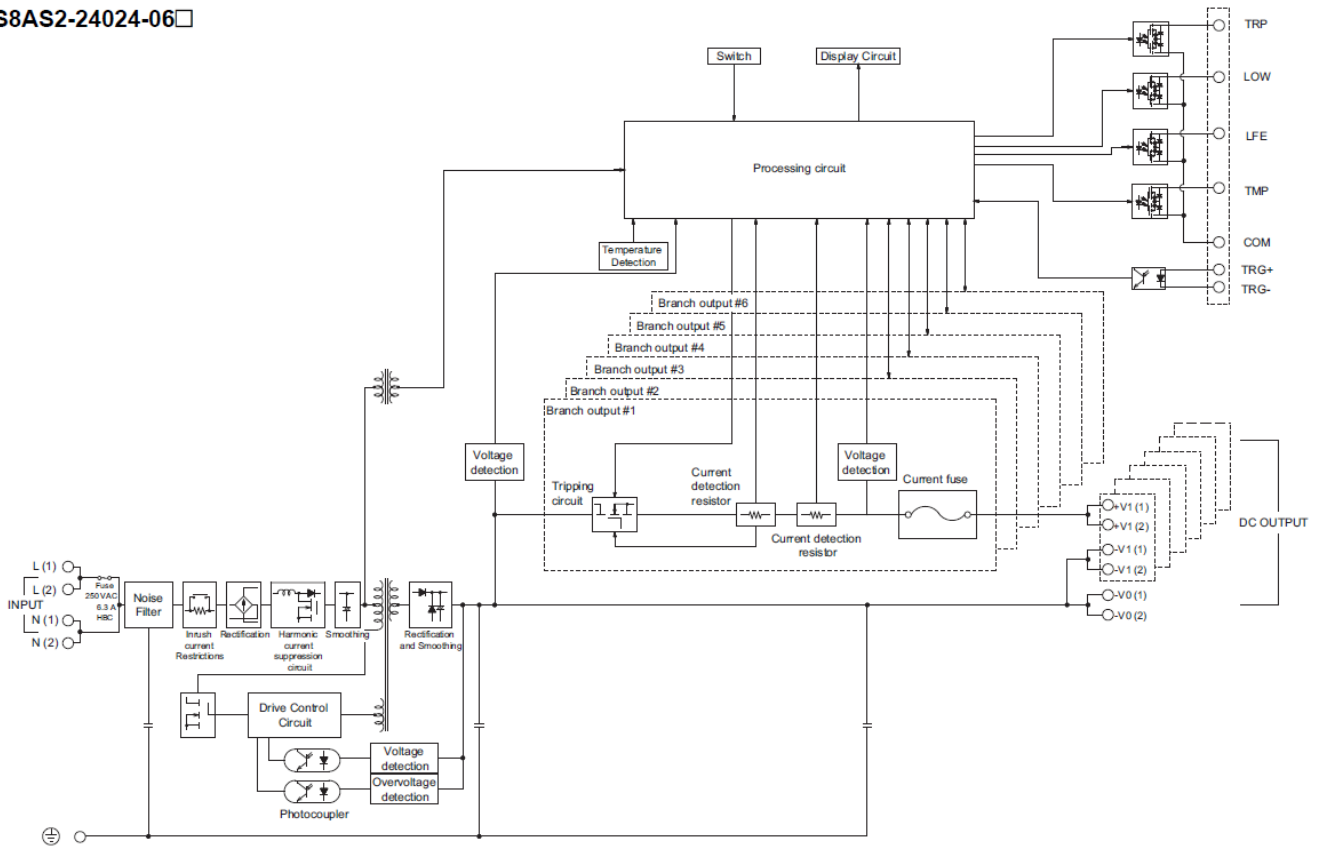 S8AS2-24024-06□
Switch
Display Circuit
Processing circuit
Temperature
Detection
TRP
LOW
LFE
TMP
COM
TRG+
TRG-
Branch output #6
Branch output #5
Branch output #4
Branch output #3
Branch output #2
Branch output #1
Voltage
detection
Tripping
circuit
Current
detection
resistor
Current detection
resistor
Voltage
detection
Current fuse
+V1 (1)
+V1 (2)
-V1 (1)
-V1 (2)
-V0 (1)
-V0 (2)
DC OUTPUT
L (1)
L (2)
INPUT
N (1)
N (2)
Fuse
250VAC
6.3 A
HBC
Noise
Filter
Inrush
current
Restrictions
Rectification
Harmonic
current
suppression
circuit
Smoothing
Rectification
and Smoothing
Drive Control
Circuit
Voltage
detection
Overvoltage
detection
Photocoupler